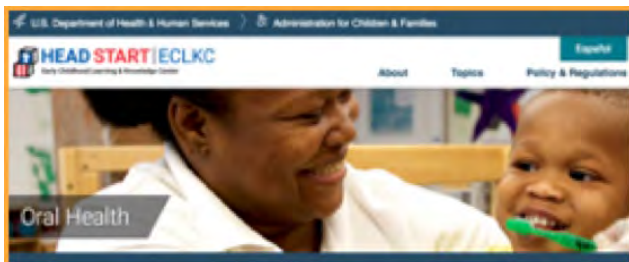 U.S. Department of Health & Human Services
Administration for Children & Families
HEAD START ECLKC
Early Childhood Learning & Knowledge Center
Español
About Topics Policy & Regulations
Oral Health